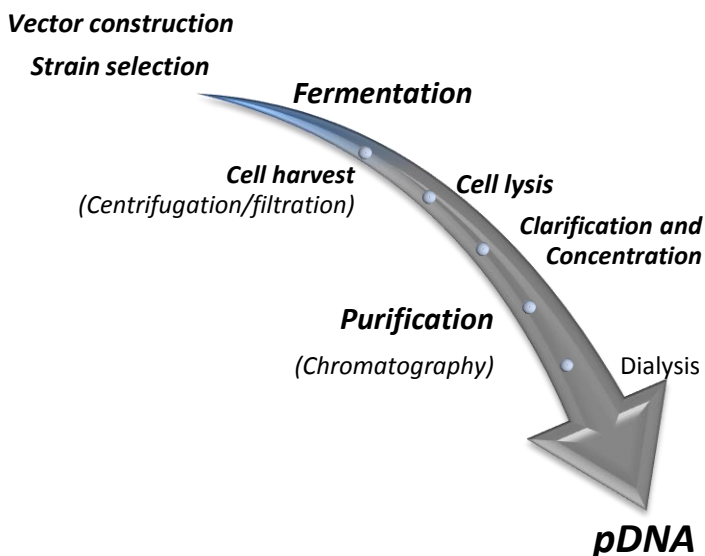 Vector construction
Strain selection
Fermentation
Cell harvest
(Centrifugation/filtration)
Cell lysis
Clarification and
Concentration
Purification
(Chromatography)
Dialysis
pDNA